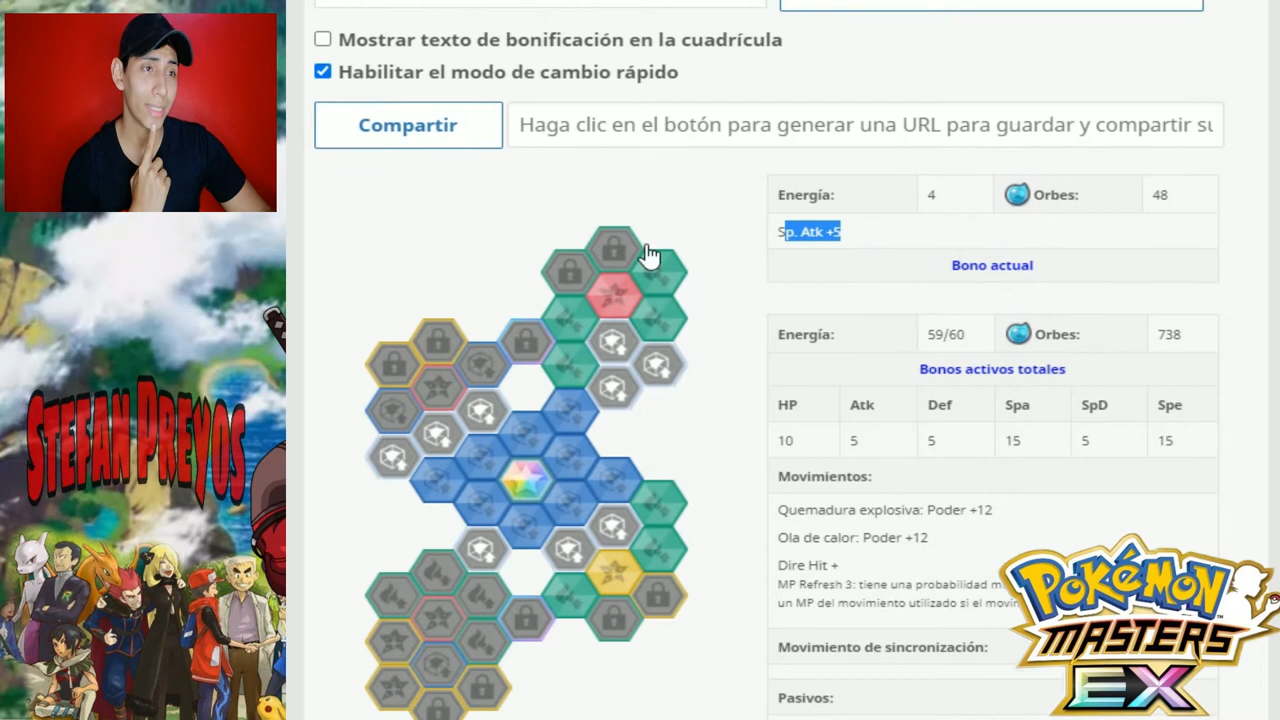 Mostrar texto de bonificación en la cuadrícula
Habilitar el modo de cambio rápido
Compartir
Haga clic en el botón para generar una URL para guardar y compartir su
Energía: 4 Orbes: 48
Sp. Atk +5
Bono actual
Energía: 59/60 Orbes: 738
Bonos activos totales
HP Atk Def Spa SpD Spe
10 5 5 15 5 15
Movimientos:
Quemadura explosiva: Poder +12
Ola de calor: Poder +12
Dire Hit +
MP Refresh 3: tiene una probabilidad
un MP del movimiento utilizado si el
Movimiento de sincronización:
Pasivos:
STEFAN PREYOS
POKéMON
MASTERS
EX